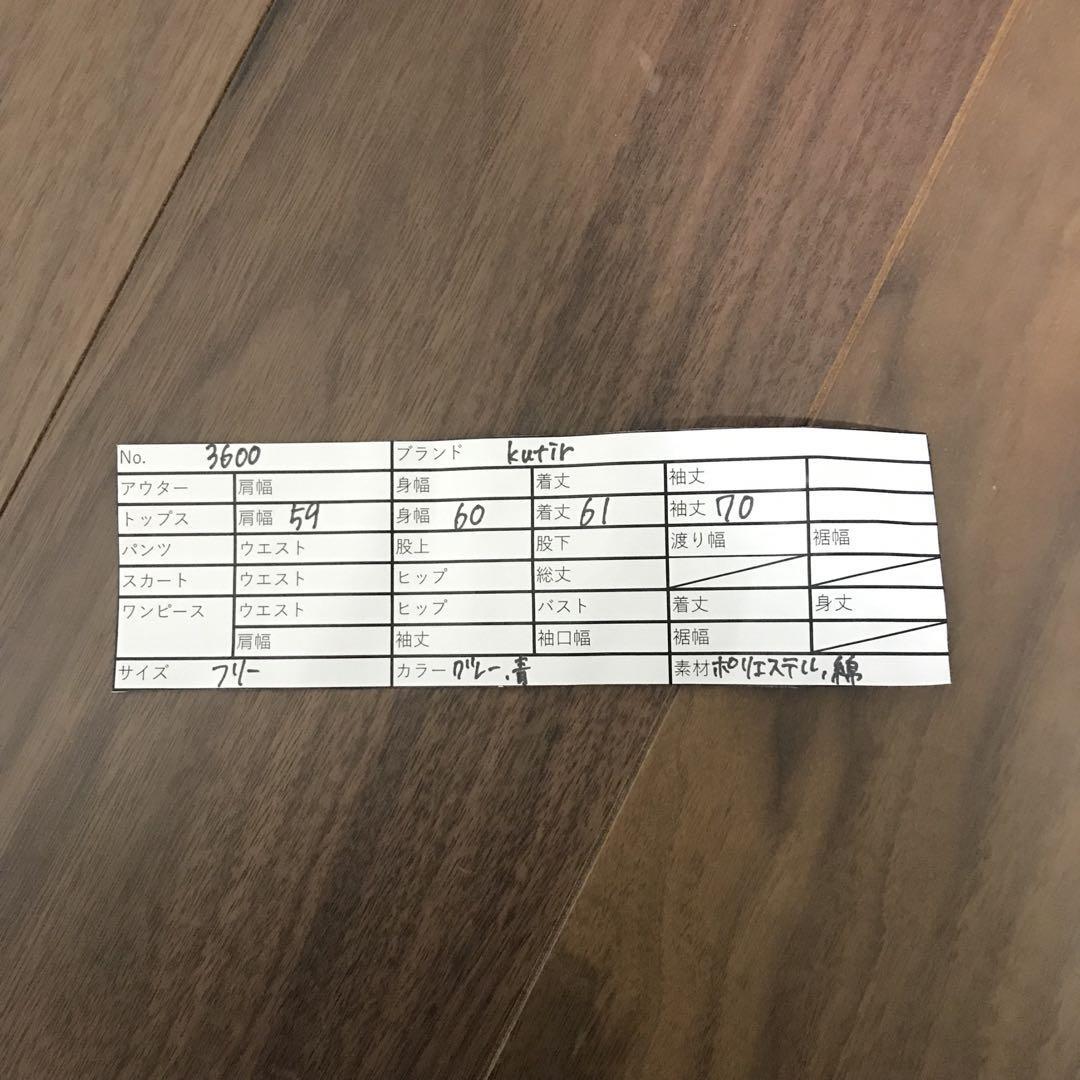 No. 3600 ブランド kutir
アウター 肩幅 身幅 着丈 袖丈
トップス 肩幅 59 身幅 60 着丈 61 袖丈 70
パンツ ウエスト 股上 股下 渡り幅 裾幅
スカート ウエスト ヒップ 総丈
ワンピース ウエスト ヒップ バスト 着丈 身丈
肩幅 袖丈 袖口幅 裾幅
サイズ フリー カラー グレー、青 素材 ポリエステル、綿